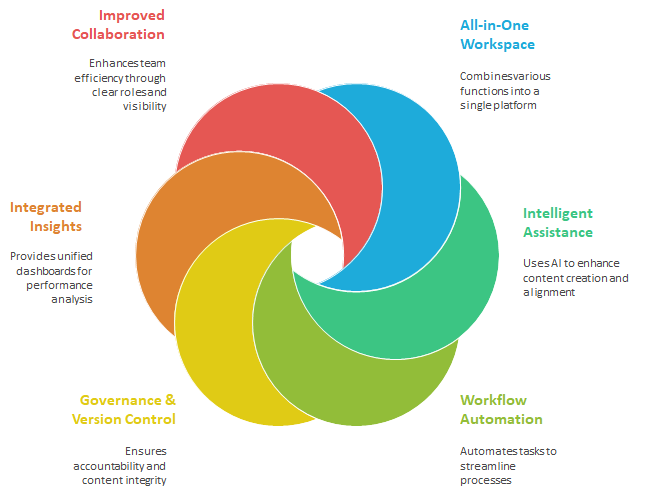 Improved
Collaboration
Enhances team
efficiency through
clear roles and
visibility
All-in-One
Workspace
Combines various
functions into a
single platform
Integrated
Insights
Provides unified
dashboards for
performance
analysis
Intelligent
Assistance
Uses AI to enhance
content creation and
alignment
Governance &
Version Control
Ensures
accountability and
content integrity
Workflow
Automation
Automates tasks to
streamline
processes